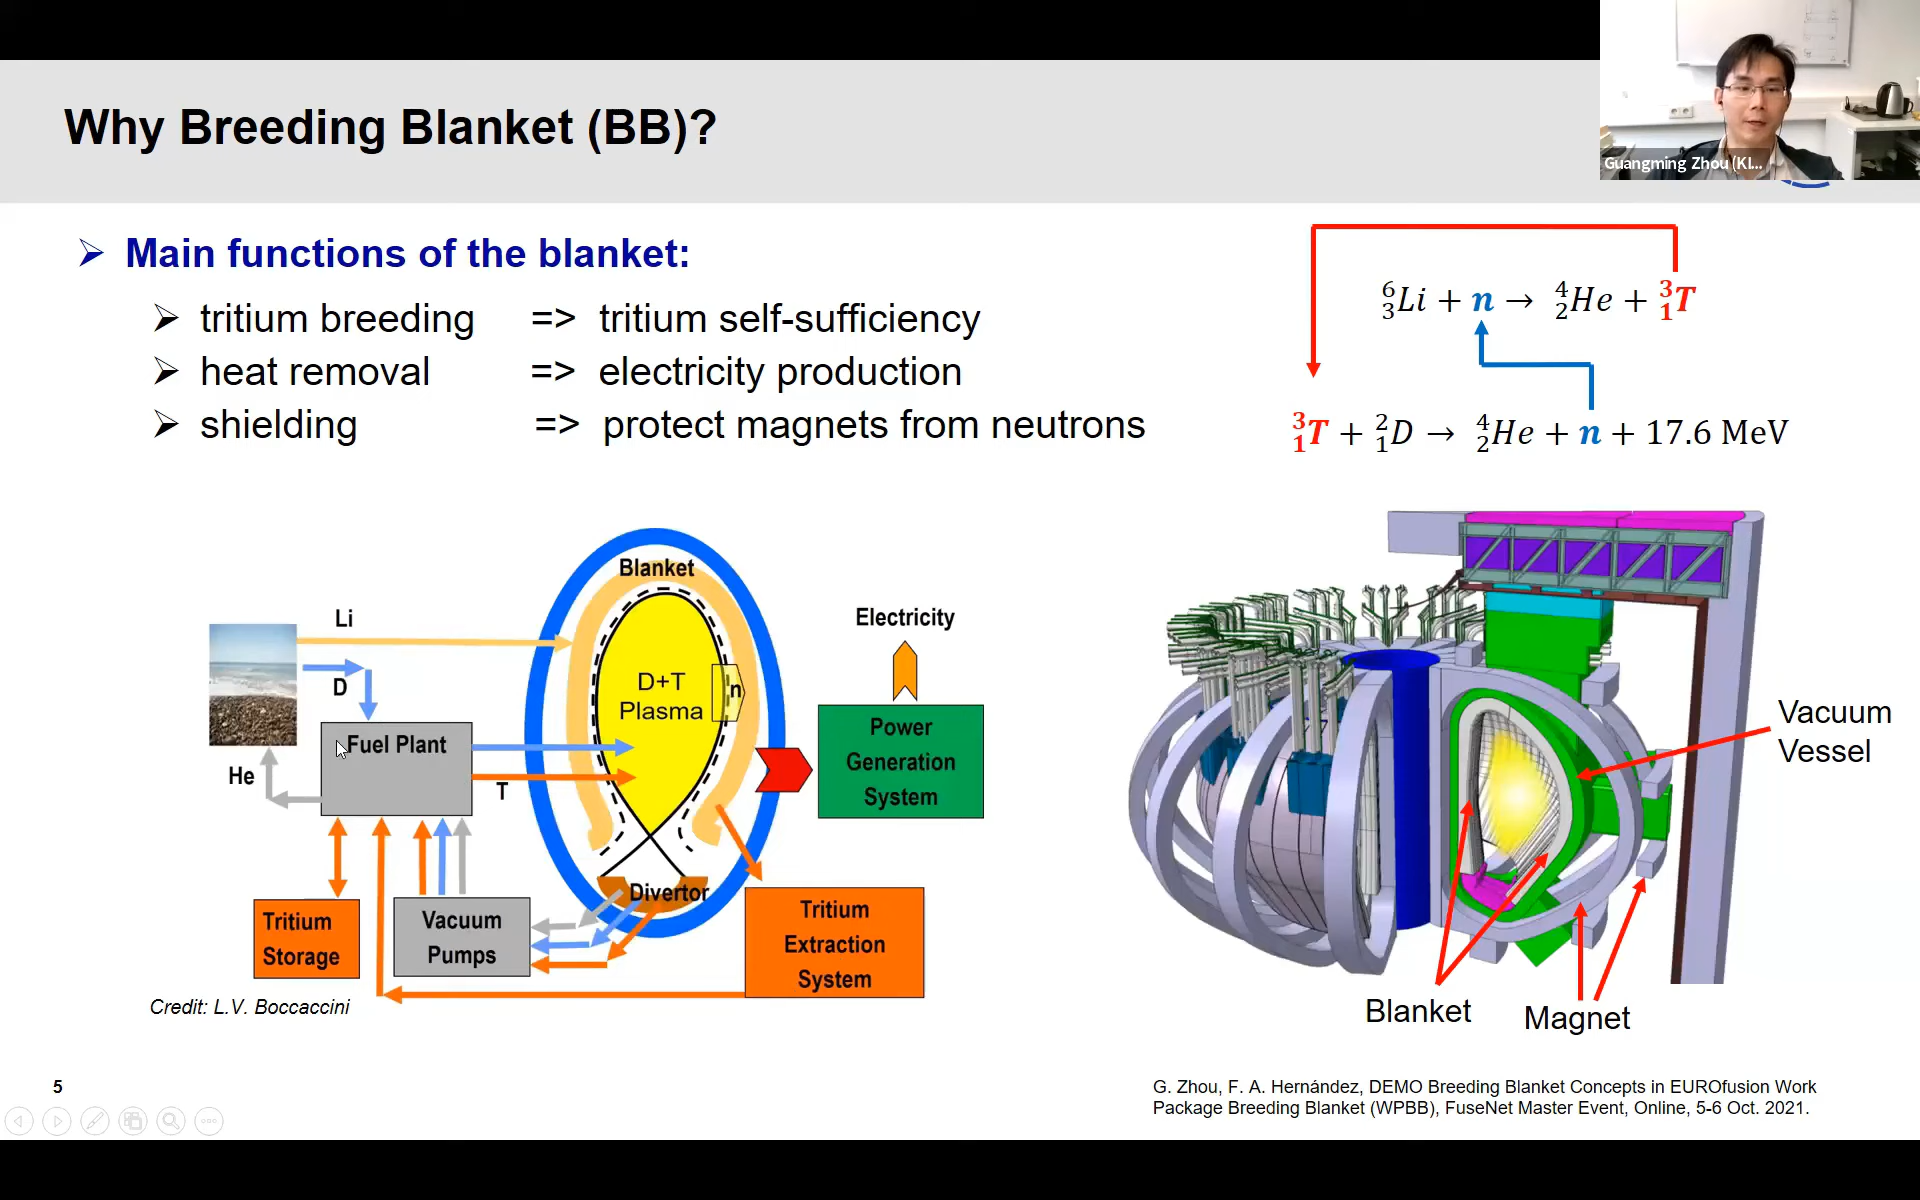 Why Breeding Blanket (BB)?
Guangming Zhou (KI...
Main functions of the blanket:
tritium breeding => tritium self-sufficiency
heat removal => electricity production
shielding => protect magnets from neutrons
⁶₃Li + n → ⁴₂He + ³₁T
³₁T + ²₁D → ⁴₂He + n + 17.6 MeV
Blanket
Li
D
Fuel Plant
He
T
D+T
Plasma
n
Electricity
Power
Generation
System
Divertor
Tritium
Storage
Vacuum
Pumps
Tritium
Extraction
System
Credit: L.V. Boccaccini
Vacuum
Vessel
Blanket
Magnet
5
G. Zhou, F. A. Hernández, DEMO Breeding Blanket Concepts in EUROfusion Work
Package Breeding Blanket (WPBB), FuseNet Master Event, Online, 5-6 Oct. 2021.